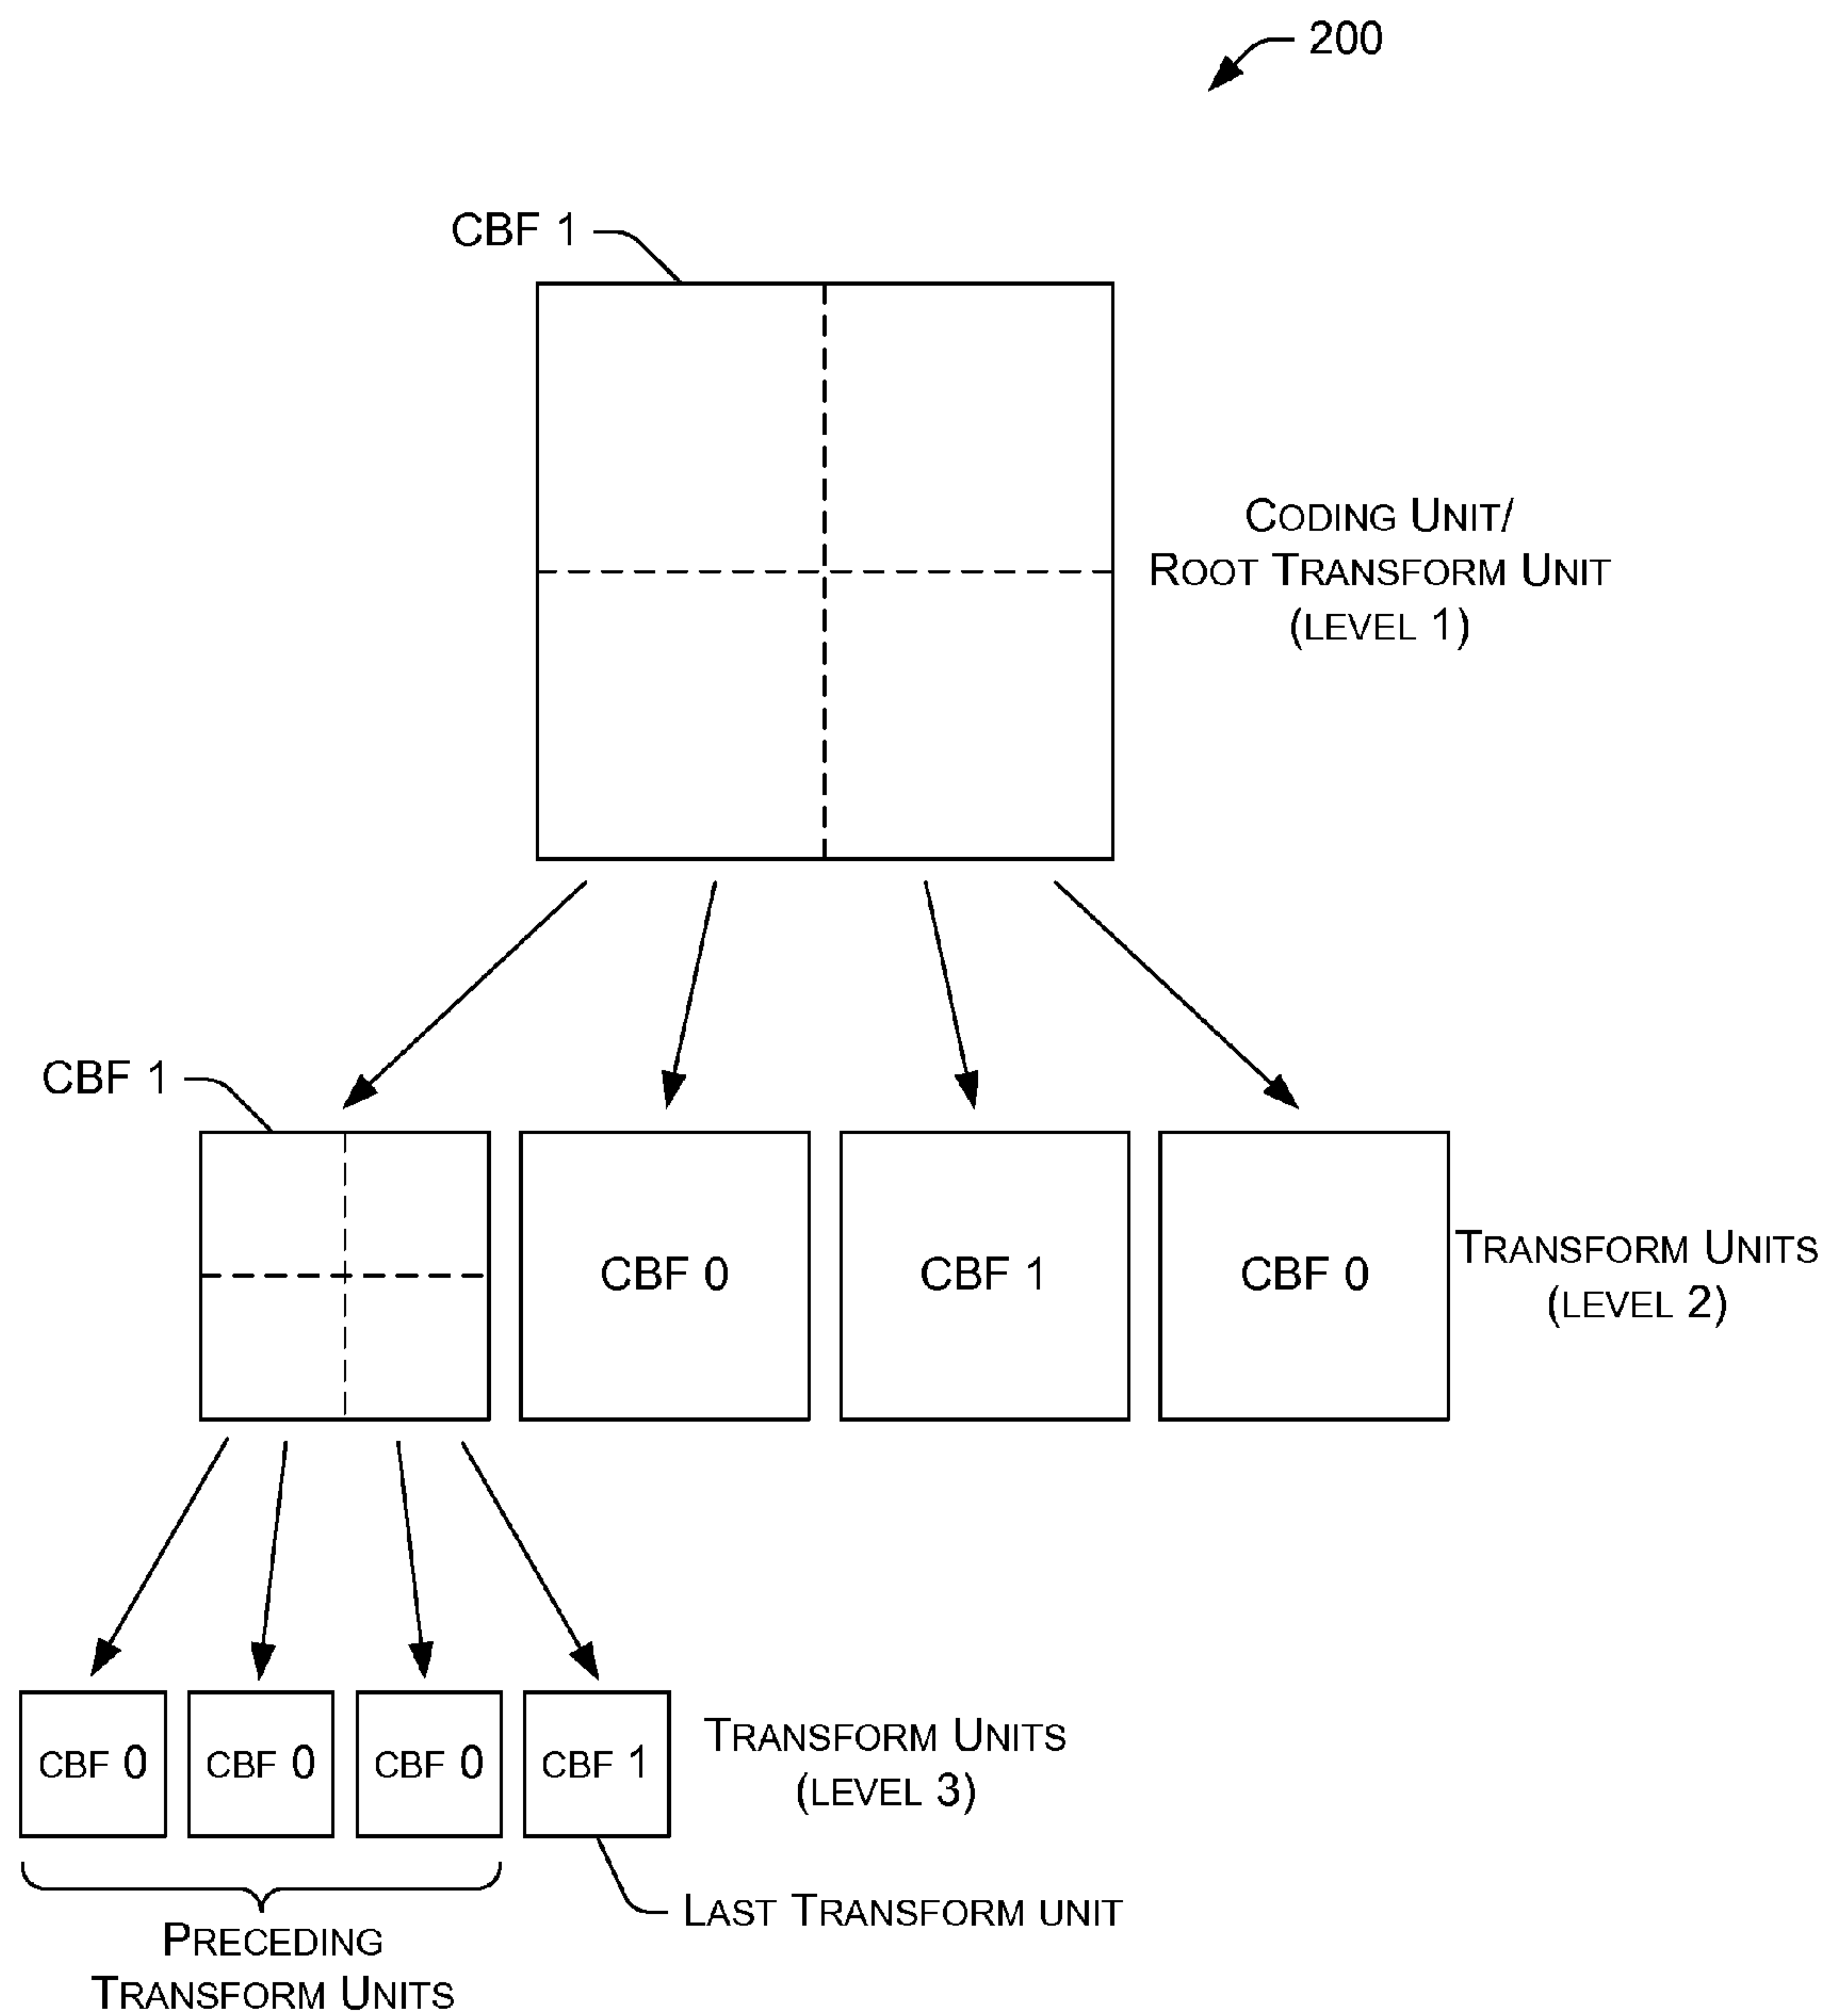 200
CBF 1
CODING UNIT/
ROOT TRANSFORM UNIT
(LEVEL 1)
CBF 1
CBF 0
CBF 1
CBF 0
TRANSFORM UNITS
(LEVEL 2)
CBF 0
CBF 0
CBF 0
CBF 1
TRANSFORM UNITS
(LEVEL 3)
LAST TRANSFORM UNIT
PRECEDING
TRANSFORM UNITS